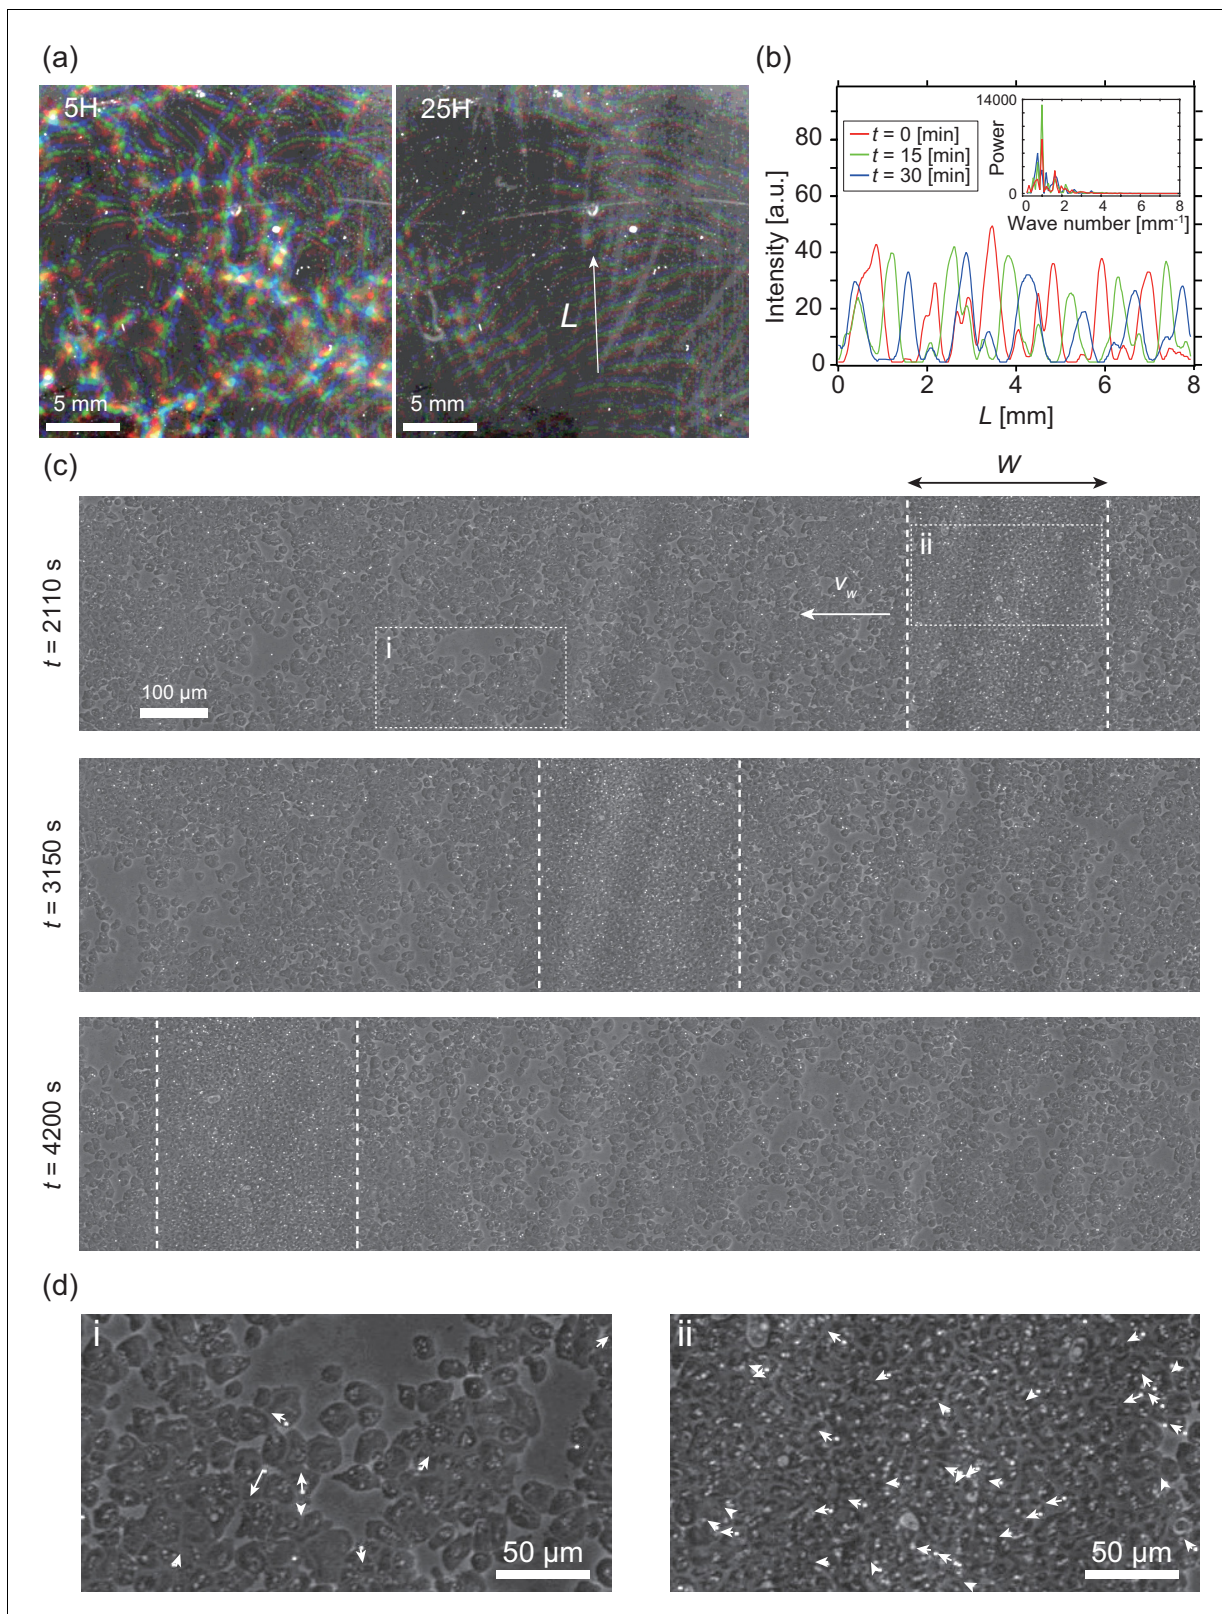 (a)
5H
5 mm
25H
L
5 mm
(b)
Intensity [a.u.]
80
60
40
20
0
t = 0 [min]
t = 15 [min]
t = 30 [min]
14000
Power
0
0 2 4 6 8
Wave number [mm-1]
0 2 4 6 8
L [mm]
(c)
W
t = 2110 s
i
ii
vw
100 µm
t = 3150 s
t = 4200 s
(d)
i
50 µm
ii
50 µm